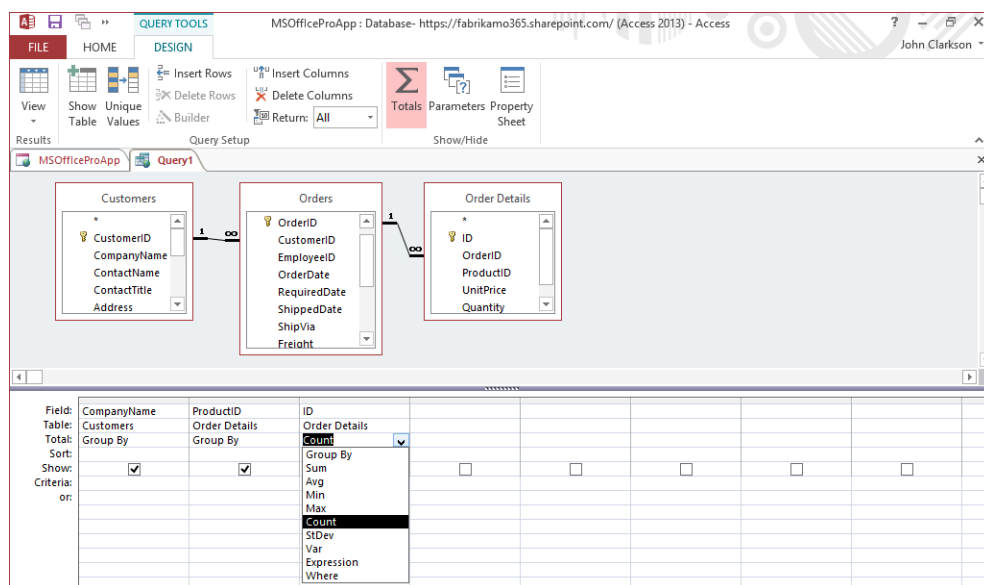 QUERY TOOLS
MSOffIceProApp : Database- https://fabrikamo365.sharepoint.com/ (Access 2013) - Access
?
FILE HOME DESIGN
John Clarkson
View
Show Table
Unique Values
Insert Rows
Delete Rows
Builder
Insert Columns
Delete Columns
Return: All
Totals
Parameters
Property Sheet
Results
Query Setup
Show/Hide
MSOffIceProApp
Query1
Customers
*
CustomerID
CompanyName
ContactName
ContactTitle
Address
1 ∞
Orders
OrderID
CustomerID
EmployeeID
OrderDate
RequiredDate
ShippedDate
ShipVia
Freight
1 ∞
Order Details
*
ID
OrderID
ProductID
UnitPrice
Quantity
Field: CompanyName ProductID ID
Table: Customers Order Details Order Details
Total: Group By Group By Count
Sort:
Show:
Criteria:
or:
Group By
Sum
Avg
Min
Max
Count
StDev
Var
Expression
Where